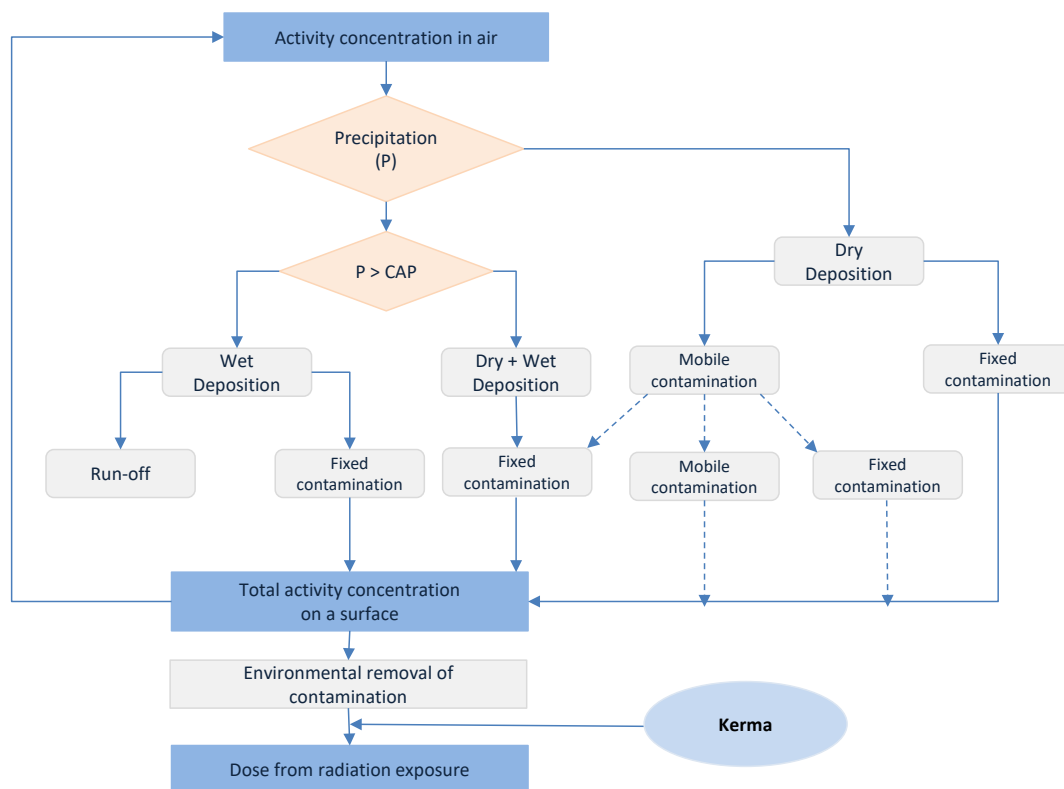 Activity concentration in air
Precipitation
(P)
P > CAP
Dry
Deposition
Wet
Deposition
Dry + Wet
Deposition
Mobile
contamination
Fixed
contamination
Run-off
Fixed
contamination
Fixed
contamination
Mobile
contamination
Fixed
contamination
Total activity concentration
on a surface
Environmental removal of
contamination
Kerma
Dose from radiation exposure